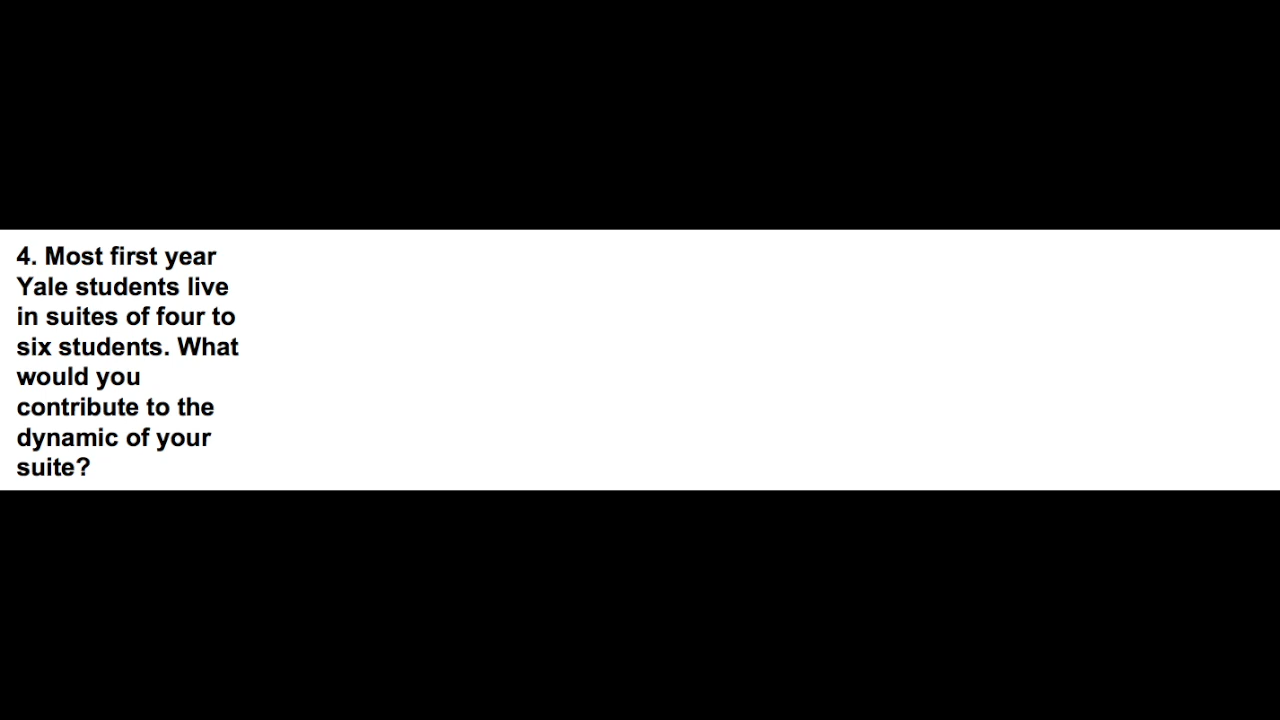 4. Most first year
Yale students live
in suites of four to
six students. What
would you
contribute to the
dynamic of your
suite?